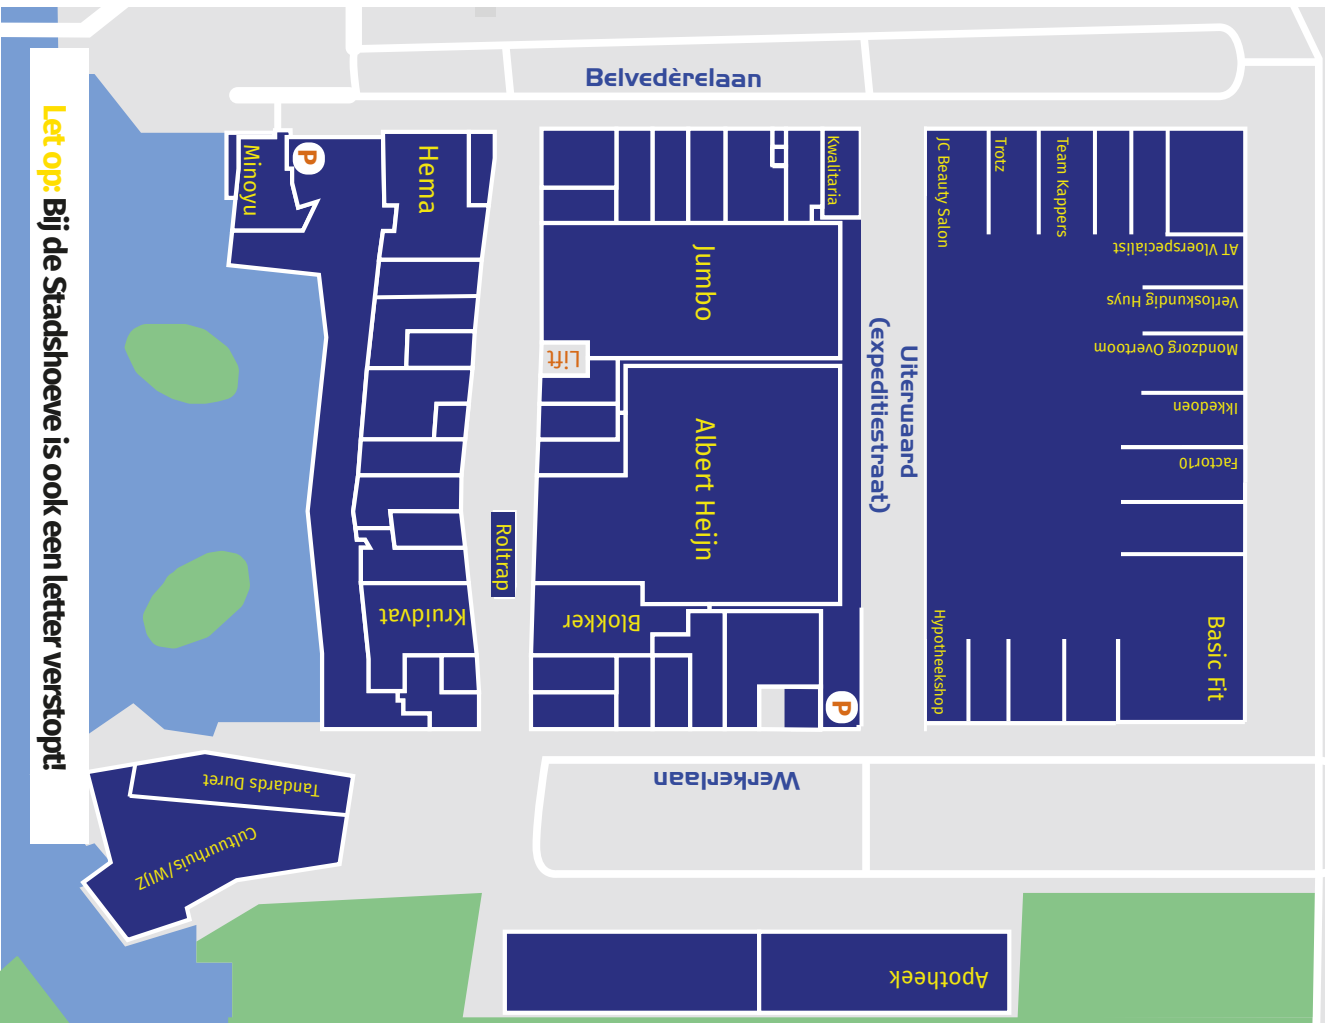 Let op: Bij de Stadshoeve is ook een letter verstopt!
Belvedèrelaan
Minoyu
P
Hema
Kwalitaria
JC Beauty Salon
Trotz
Team Kappers
AT Vloerspecialist
Verloskundig Huys
Mondzorg Overtoom
Ikkedoen
Factor10
Jumbo
Lift
Uiterwaard
(expeditiestraat)
Albert Heijn
Roltrap
Kruidvat
Blokker
Hypotheekshop
Basic Fit
P
Werkerlaan
Tandards Duret
Cultuurhuis/WIJZ
Apotheek